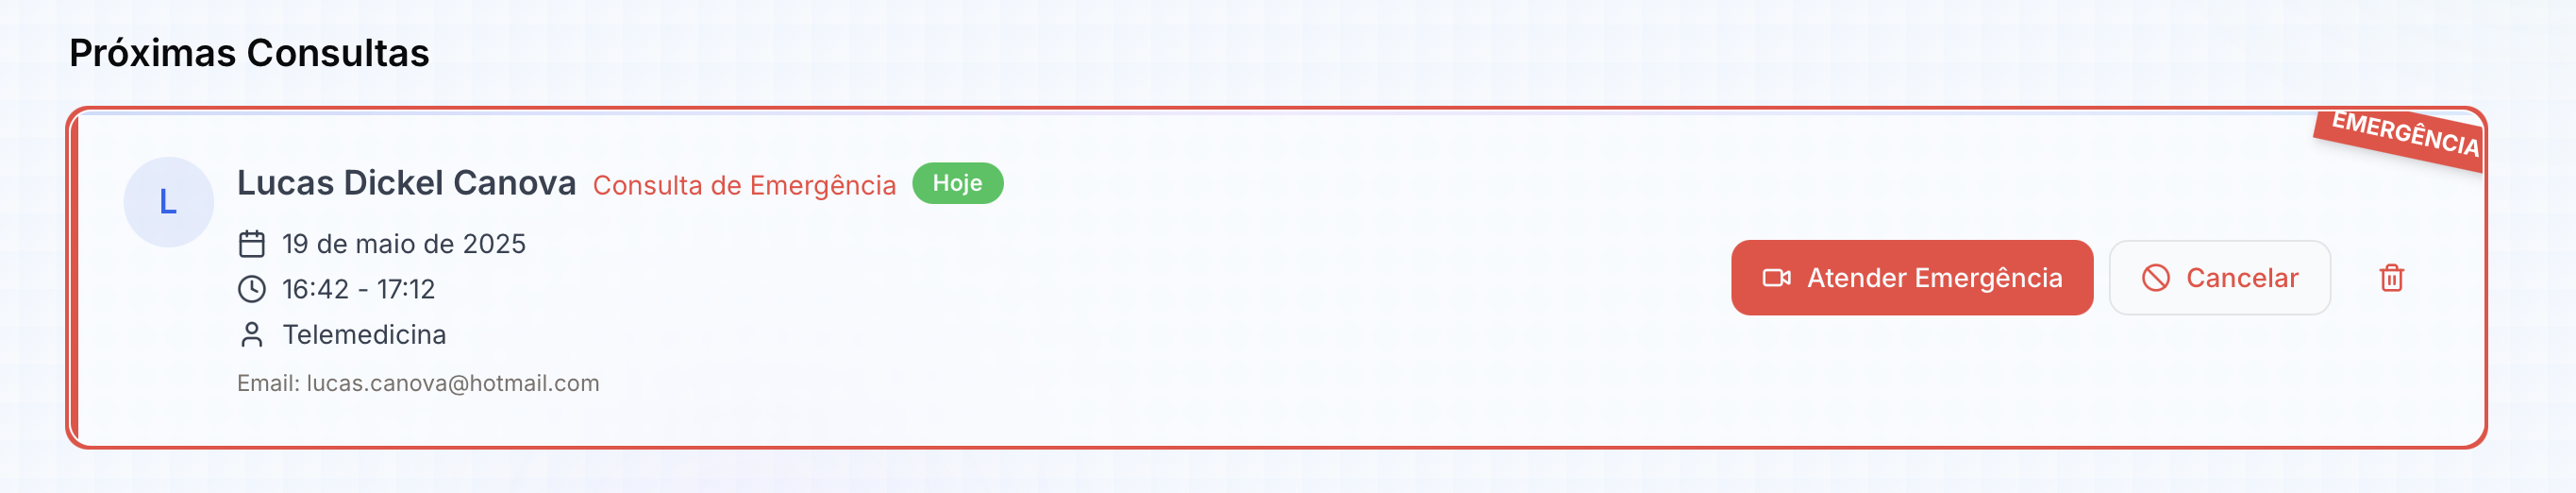 Próximas Consultas
EMERGÊNCIA
L
Lucas Dickel Canova Consulta de Emergência Hoje
19 de maio de 2025
16:42 - 17:12
Atender Emergência Cancelar
Telemedicina
Email: lucas.canova@hotmail.com